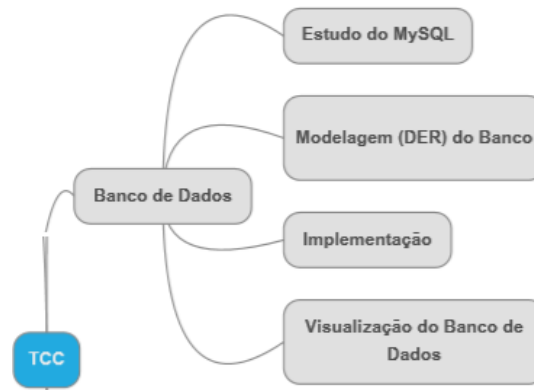 Estudo do MySQL
Modelagem (DER) do Banco
Banco de Dados
Implementação
Visualização do Banco de
Dados
TCC